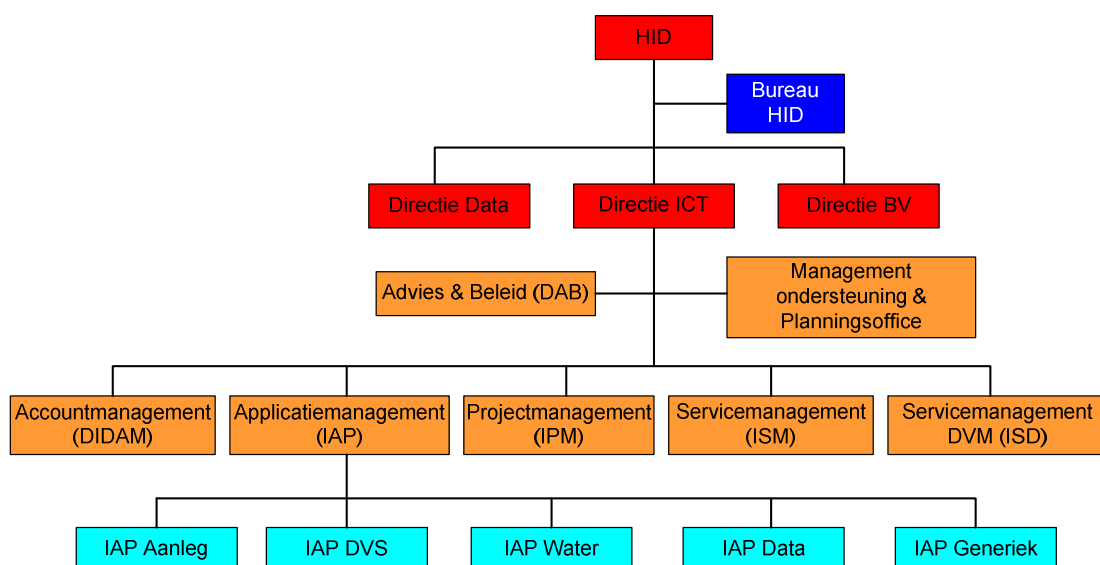 HID
Bureau
HID
Directie Data
Directie ICT
Directie BV
Advies & Beleid (DAB)
Management
ondersteuning &
Planningsoffice
Accountmanagement
(DIDAM)
Applicatiemanagement
(IAP)
Projectmanagement
(IPM)
Servicemanagement
(ISM)
Servicemanagement
DVM (ISD)
IAP Aanleg
IAP DVS
IAP Water
IAP Data
IAP Generiek